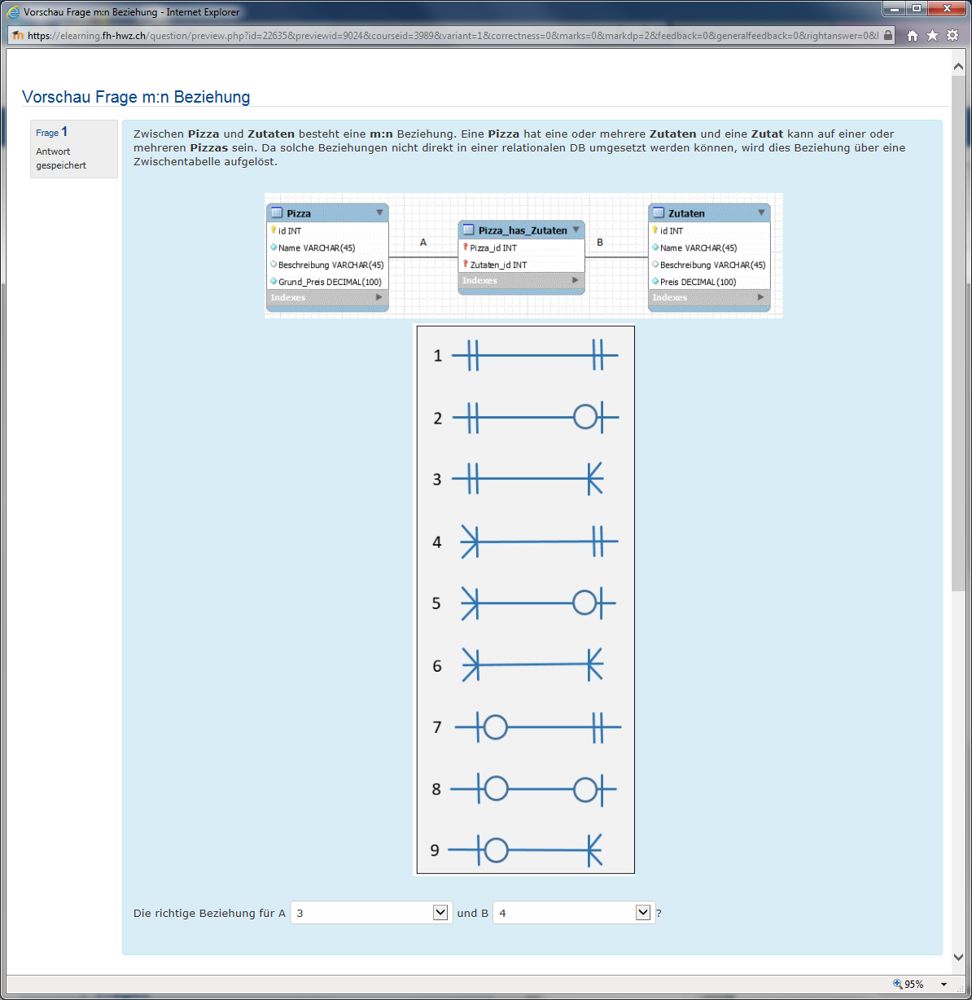 Vorschau Frage m:n Beziehung - Internet Explorer
https://elearning.fh-hwz.ch/question/preview.php?id=22635&previewid=9024&courseid=3989&variant=1&correctness=0&marks=0&markdp=2&feedback=0&generalfeedback=0&rightanswer=0&
Vorschau Frage m:n Beziehung
Frage 1
Antwort
gespeichert
Zwischen Pizza und Zutaten besteht eine m:n Beziehung. Eine Pizza hat eine oder mehrere Zutaten und eine Zutat kann auf einer oder
mehreren Pizzas sein. Da solche Beziehungen nicht direkt in einer relationalen DB umgesetzt werden können, wird dies Beziehung über eine
Zwischentabelle aufgelöst.
Pizza
id INT
Name VARCHAR(45)
Beschreibung VARCHAR(45)
Grund_Preis DECIMAL(100)
Indexes
A
Pizza_has_Zutaten
Pizza_id INT
Zutaten_id INT
Indexes
B
Zutaten
id INT
Name VARCHAR(45)
Beschreibung VARCHAR(45)
Preis DECIMAL(100)
Indexes
1
2
3
4
5
6
7
8
9
Die richtige Beziehung für A 3 und B 4 ?
95%